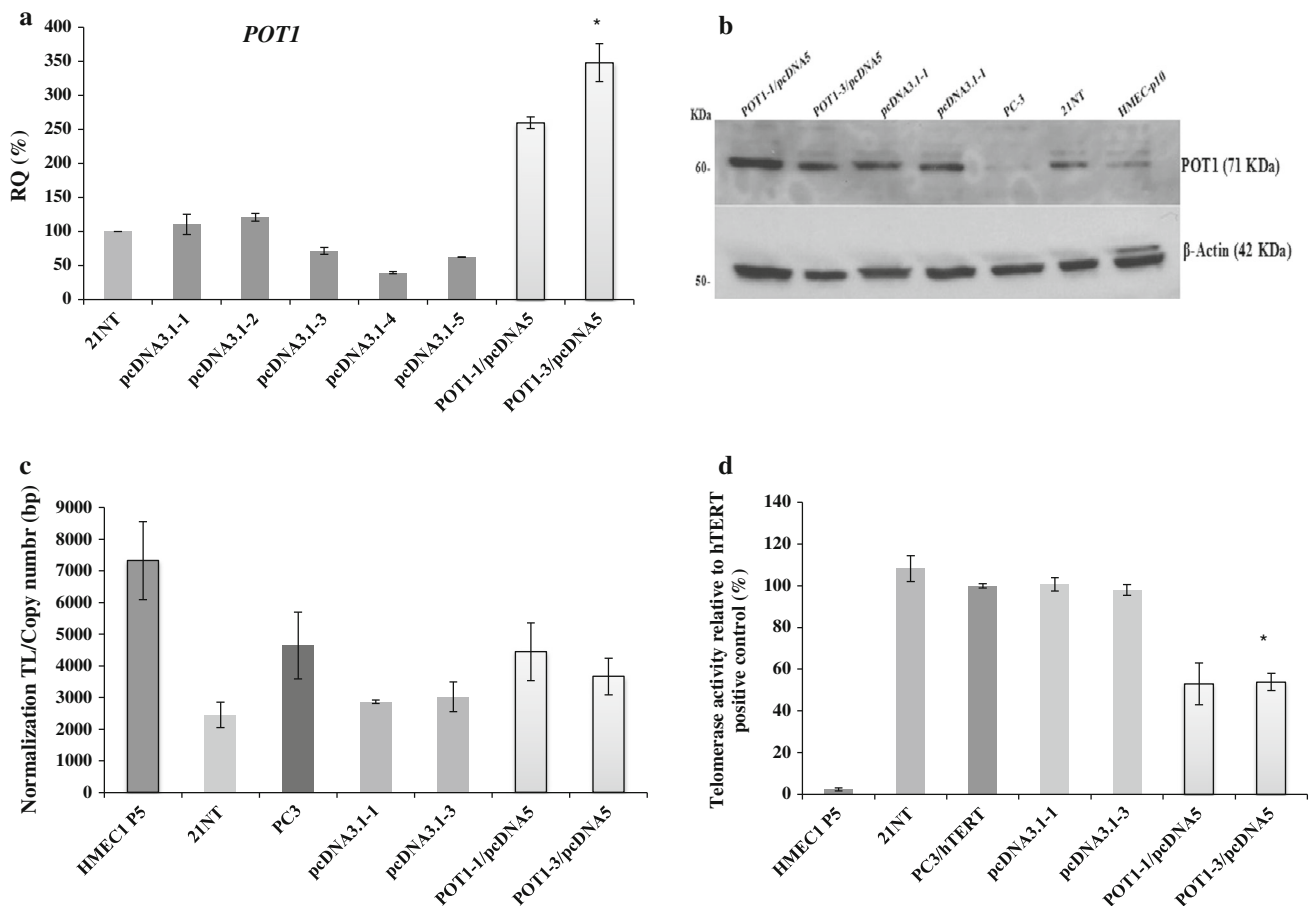 a
POT1
*
RQ (%)
400
350
300
250
200
150
100
50
0
21NT
pcDNA3.1-1
pcDNA3.1-2
pcDNA3.1-3
pcDNA3.1-4
pcDNA3.1-5
POT1-1/pcDNA5
POT1-3/pcDNA5
b
KDa
POT1-1/pcDNA5
POT1-3/pcDNA5
pcDNA3.1-1
pcDNA3.1-1
PC-3
21NT
HMEC-p10
60-
POT1 (71 KDa)
β-Actin (42 KDa)
50-
c
Normalization TL/Copy numbr (bp)
9000
8000
7000
6000
5000
4000
3000
2000
1000
0
HMEC1 P5
21NT
PC3
pcDNA3.1-1
pcDNA3.1-3
POT1-1/pcDNA5
POT1-3/pcDNA5
d
Telomerase activity relative to hTERT
positive control (%)
140
120
100
80
60
40
20
0
*
HMEC1 P5
21NT
PC3/hTERT
pcDNA3.1-1
pcDNA3.1-3
POT1-1/pcDNA5
POT1-3/pcDNA5